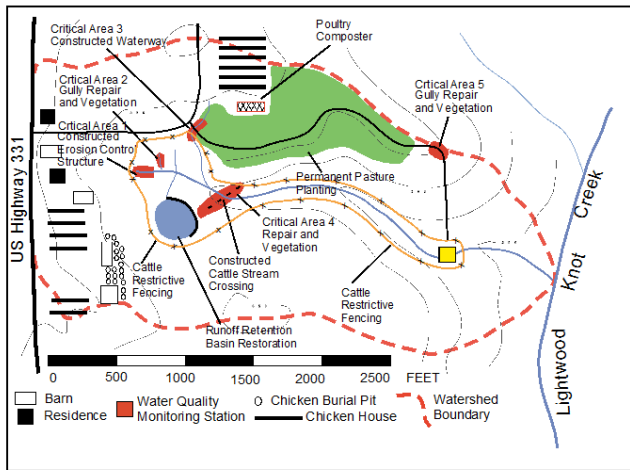 Critical Area 3
Constructed Waterway
Poultry
Composter
Critical Area 2
Gully Repair
and Vegetation
Critical Area 5
Gully Repair
and Vegetation
Critical Area 1
Constructed
Erosion Control
Structure
US Highway 331
Permanent Pasture
Planting
Critical Area 4
Repair and
Vegetation
Constructed
Cattle Stream
Crossing
Cattle
Restrictive
Fencing
Cattle
Restrictive
Fencing
Runoff Retention
Basin Restoration
Lightwood Knot Creek
0 500 1000 1500 2000 2500
FEET
Barn
Residence
Water Quality
Monitoring Station
Chicken Burial Pit
Chicken House
Watershed
Boundary